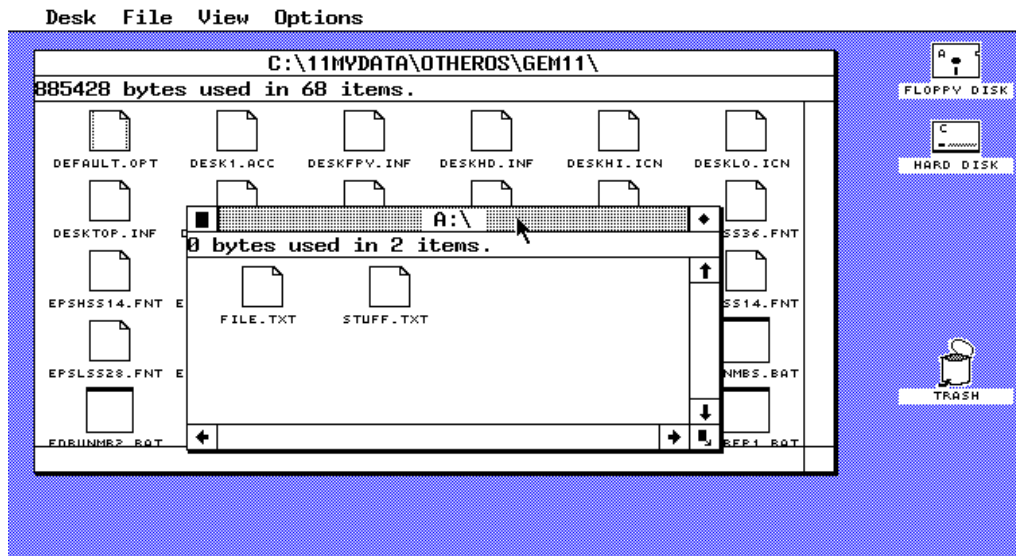 Desk File View Options
C:\11MYDATA\OTHEROS\GEM11\
885428 bytes used in 68 items.
DEFAULT.OPT DESK1.ACC DESKFPY.INF DESKHD.INF DESKHI.ICN DESKLO.ICN
DESKTOP.INF SS36.FNT
EPSHSS14.FNT E SS14.FNT
EPSLSS28.FNT E NMBS.BAT
A:\
0 bytes used in 2 items.
FILE.TXT STUFF.TXT
A
FLOPPY DISK
C
HARD DISK
TRASH